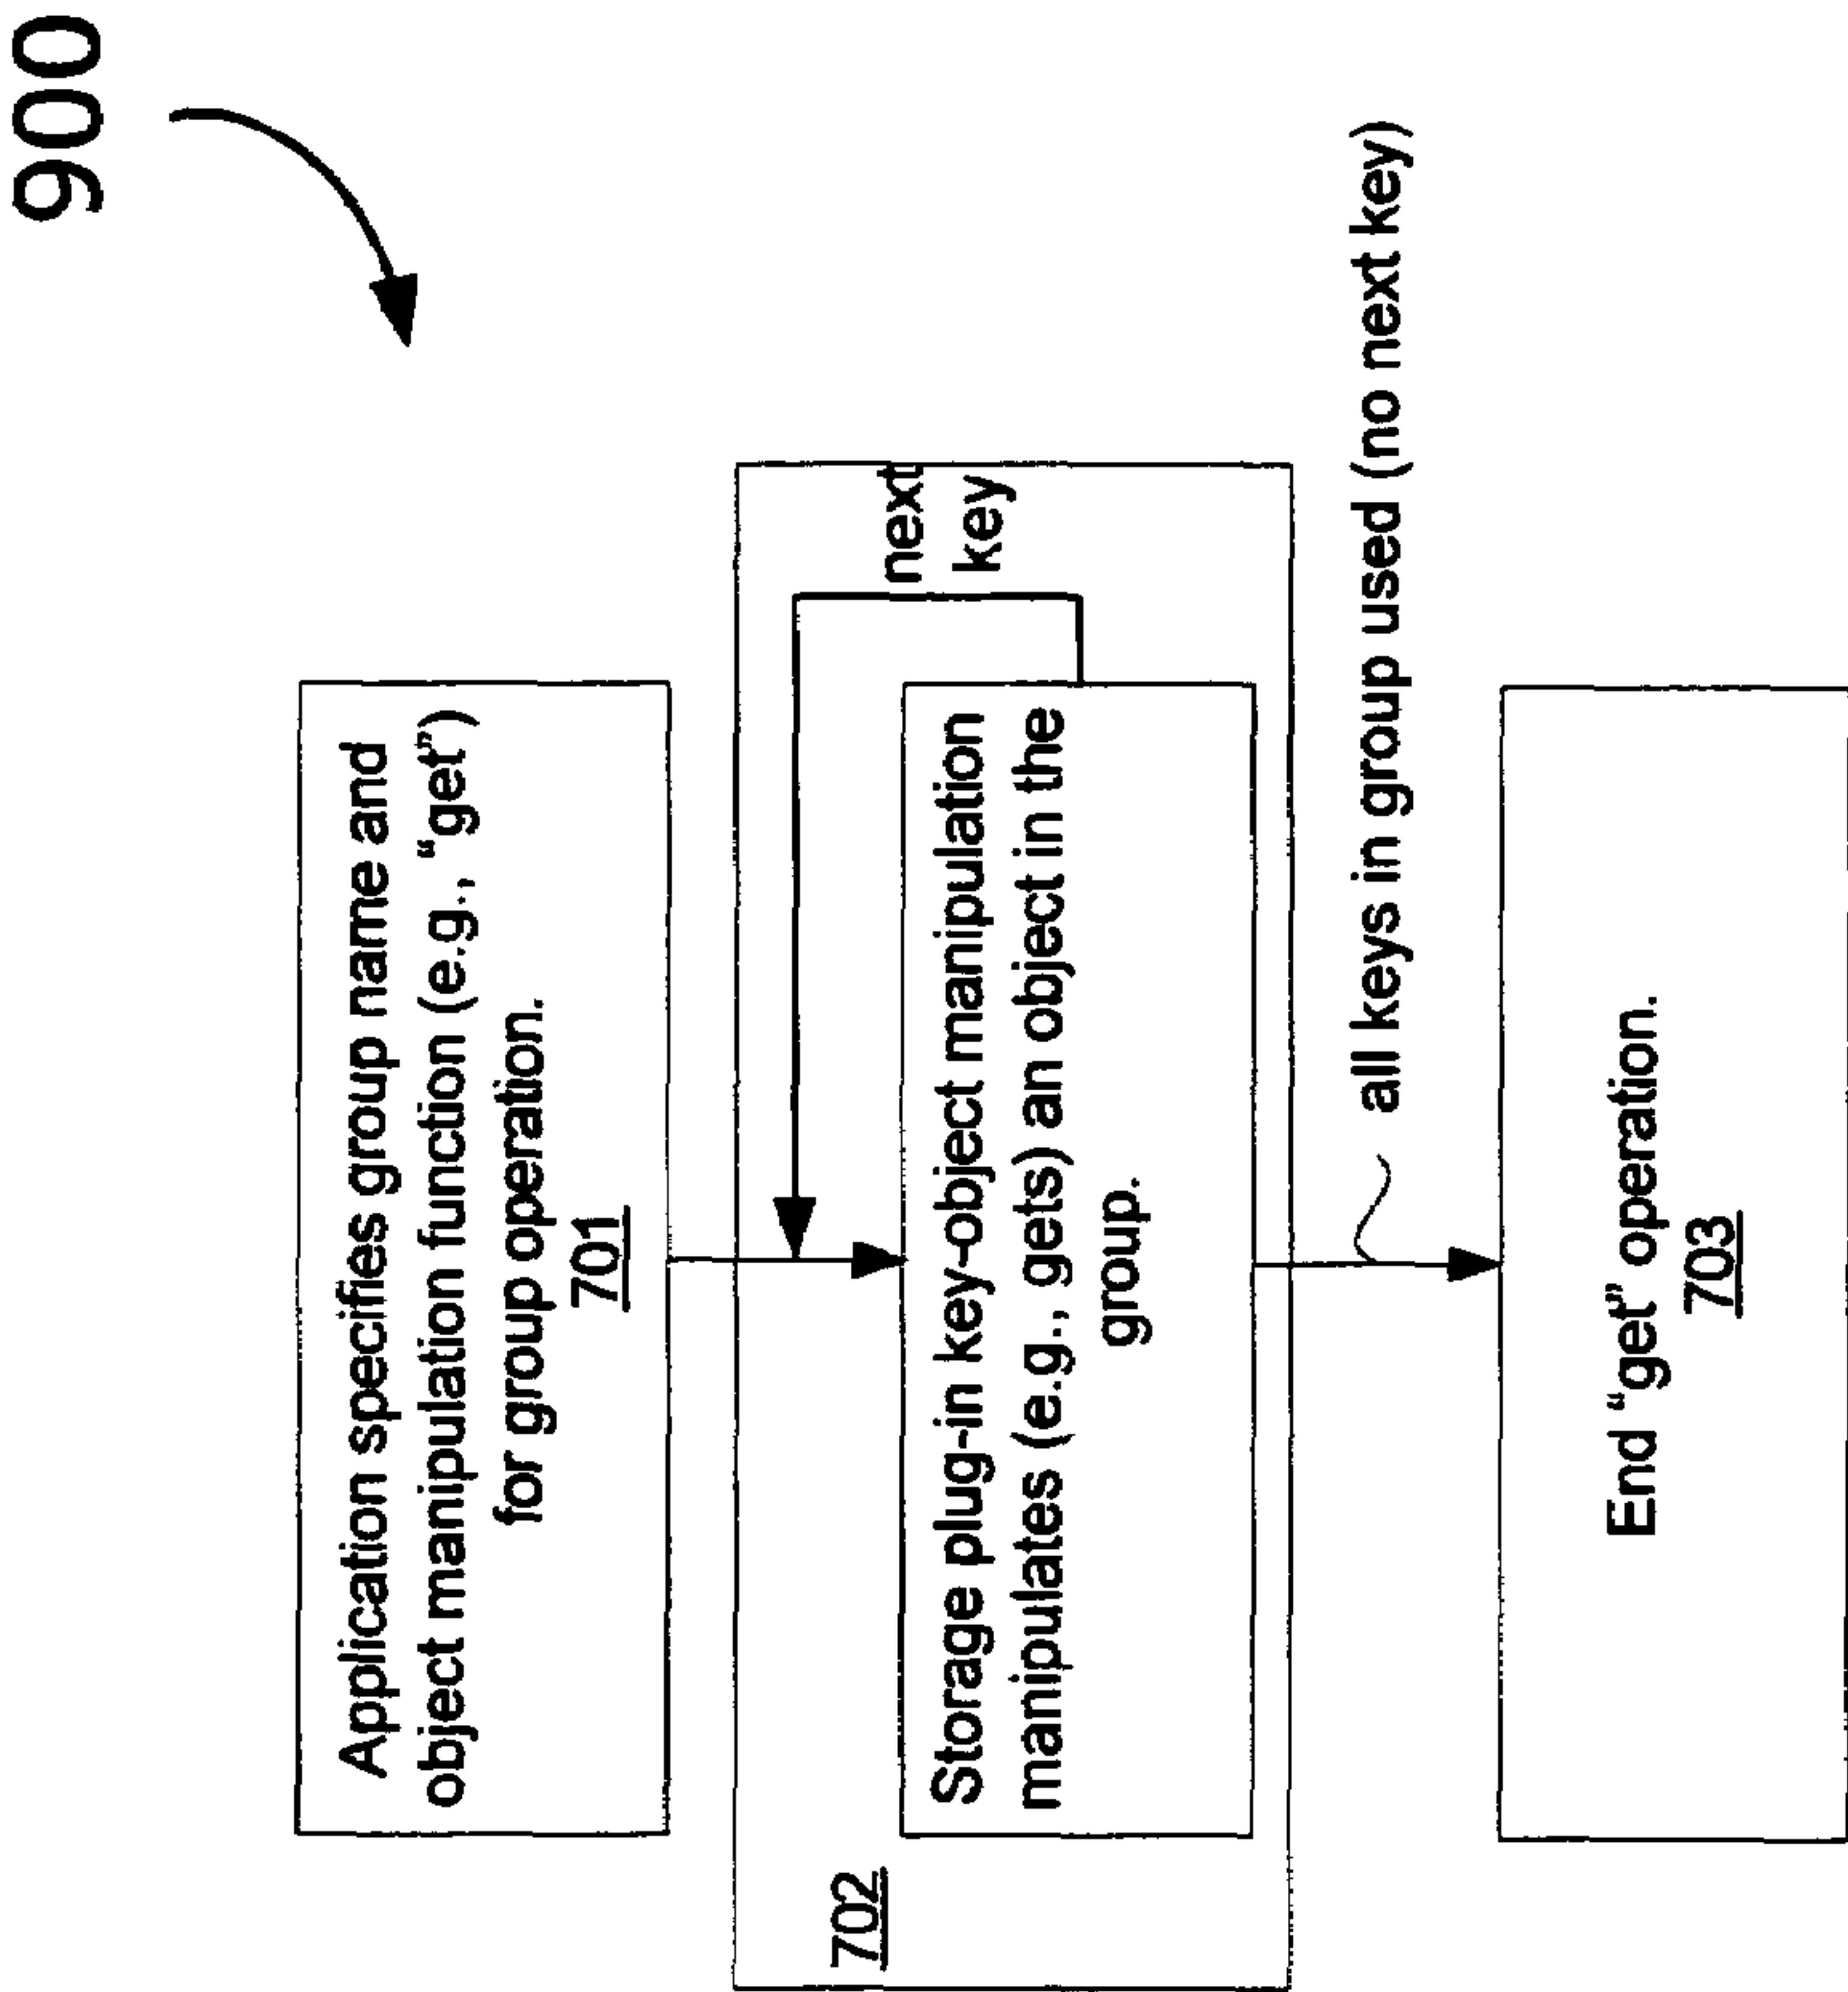 900
Application specifies group name and
object manipulation function (e.g., “get”)
for group operation.
701
702
next
key
Storage plug-in key-object manipulation
manipulates (e.g., gets) an object in the
group.
all keys in group used (no next key)
End “get” operation.
703